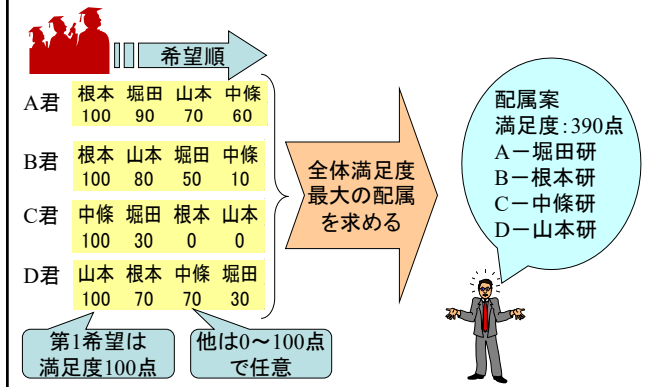 希望順
A君
根本 堀田 山本 中條
100 90 70 60
B君
根本 山本 堀田 中條
100 80 50 10
C君
中條 堀田 根本 山本
100 30 0 0
D君
山本 根本 中條 堀田
100 70 70 30
第1希望は
満足度100点
他は0～100点
で任意
全体満足度
最大の配属
を求める
配属案
満足度:390点
A－堀田研
B－根本研
C－中條研
D－山本研